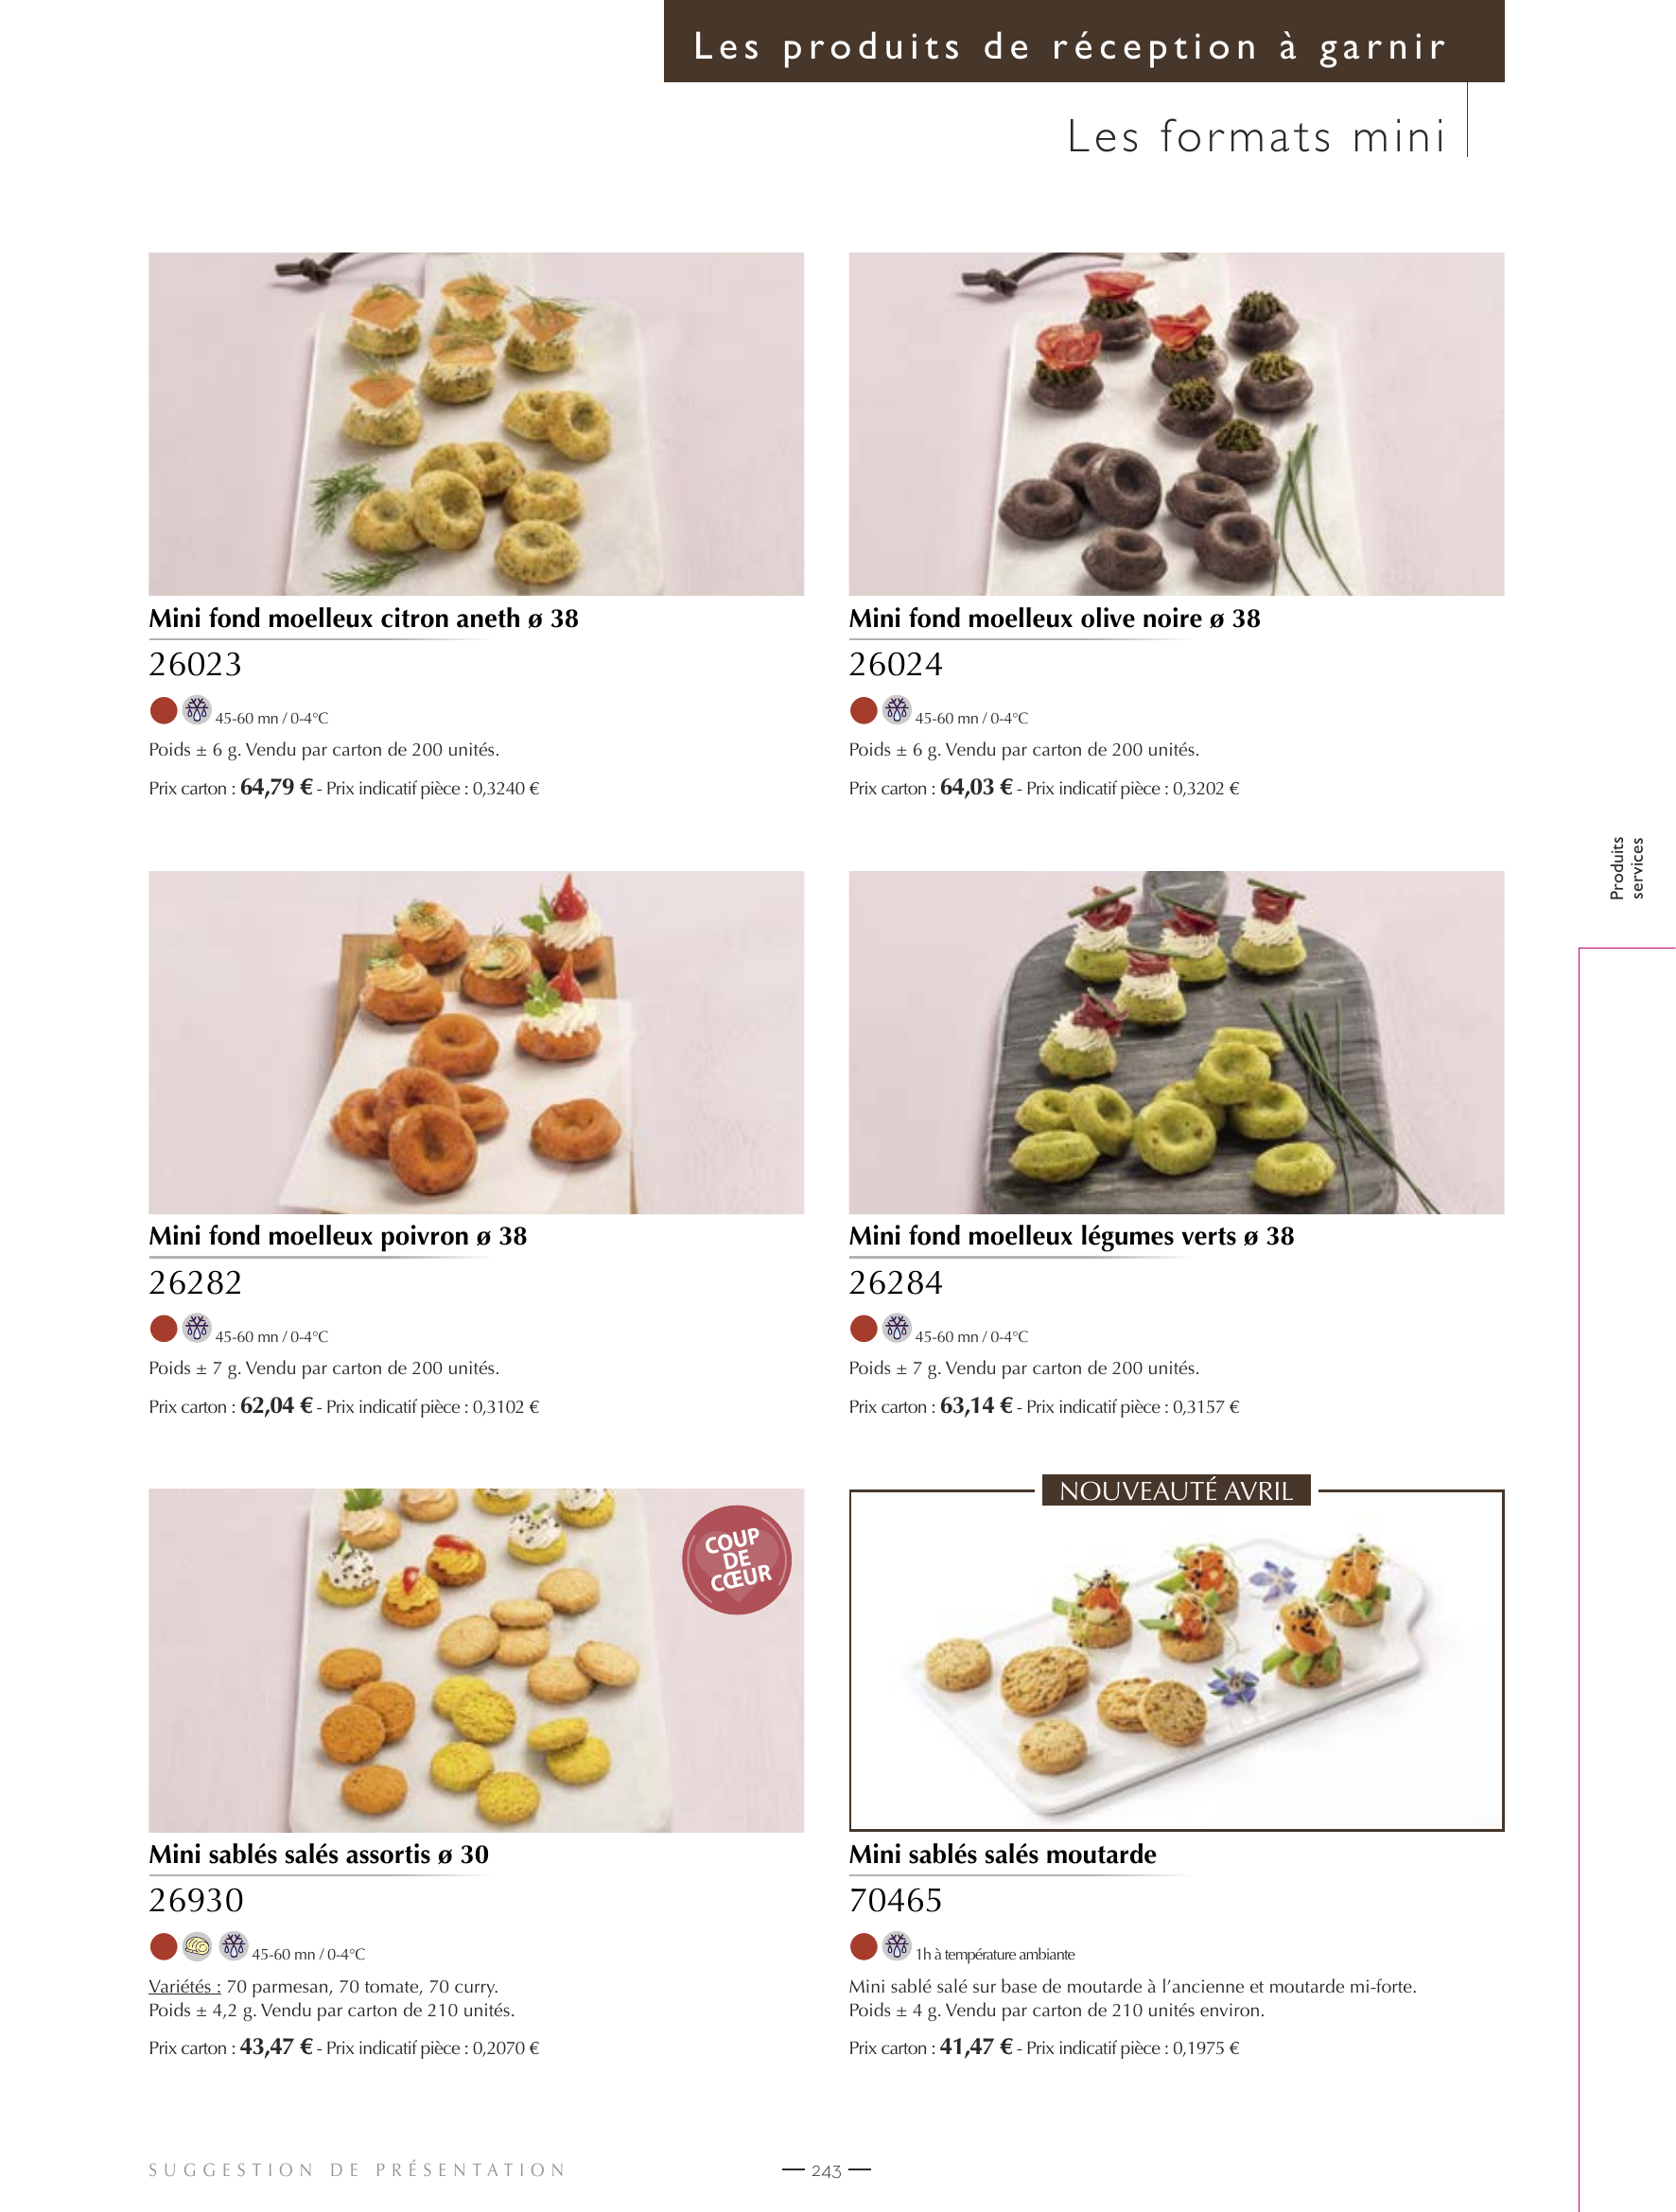 Les produits de réception à garnir
Les formats mini
Mini fond moelleux citron aneth ø 38
26023
45-60 mn / 0-4°C
Poids ± 6 g. Vendu par carton de 200 unités.
Prix carton : 64,79 € - Prix indicatif pièce : 0,3240 €
Mini fond moelleux olive noire ø 38
26024
45-60 mn / 0-4°C
Poids ± 6 g. Vendu par carton de 200 unités.
Prix carton : 64,03 € - Prix indicatif pièce : 0,3202 €
Produits
services
Mini fond moelleux poivron ø 38
26282
45-60 mn / 0-4°C
Poids ± 7 g. Vendu par carton de 200 unités.
Prix carton : 62,04 € - Prix indicatif pièce : 0,3102 €
Mini fond moelleux légumes verts ø 38
26284
45-60 mn / 0-4°C
Poids ± 7 g. Vendu par carton de 200 unités.
Prix carton : 63,14 € - Prix indicatif pièce : 0,3157 €
COUP
DE
CŒUR
Mini sablés salés assortis ø 30
26930
45-60 mn / 0-4°C
Variétés : 70 parmesan, 70 tomate, 70 curry.
Poids ± 4,2 g. Vendu par carton de 210 unités.
Prix carton : 43,47 € - Prix indicatif pièce : 0,2070 €
NOUVEAUTÉ AVRIL
Mini sablés salés moutarde
70465
1h à température ambiante
Mini sablé salé sur base de moutarde à l'ancienne et moutarde mi-forte.
Poids ± 4 g. Vendu par carton de 210 unités environ.
Prix carton : 41,47 € - Prix indicatif pièce : 0,1975 €
SUGGESTION DE PRÉSENTATION
243